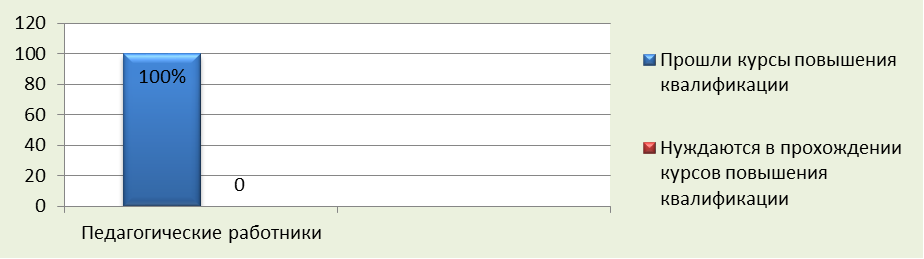 120
100
80
60
40
20
0
100%
0
Педагогические работники
Прошли курсы повышения
квалификации
Нуждаются в прохождении
курсов повышения
квалификации